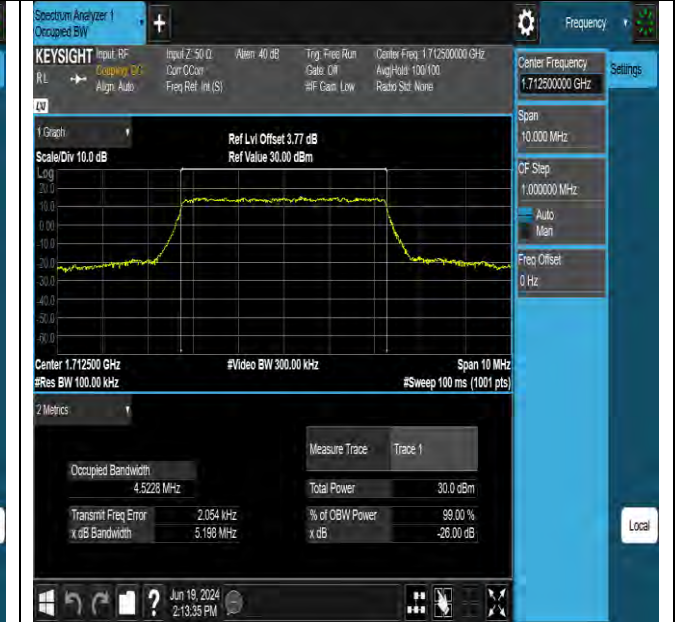 Spectrum Analyzer 1
Occupied BW
Frequency
KEYSIGHT
Input: RF
Coupling: DC
Align: Auto
Input Z: 50 Ω
Corr CCorr
Freq Ref: Int (S)
Atten: 40 dB
Trig: Free Run
Gate: Off
#IF Gain: Low
Center Freq: 1.712500000 GHz
Avg|Hold: 100/100
Radio Std: None
RL
LXI
Center Frequency
1.712500000 GHz
Settings
Span
10.000 MHz
CF Step
1.000000 MHz
Auto
Man
Freq Offset
0 Hz
1 Graph
Scale/Div 10.0 dB
Ref Lvl Offset 3.77 dB
Ref Value 30.00 dBm
Log
20.0
10.0
0.00
-10.0
-20.0
-30.0
-40.0
-50.0
-60.0
Center 1.712500 GHz
#Video BW 300.00 kHz
Span 10 MHz
#Res BW 100.00 kHz
#Sweep 100 ms (1001 pts)
2 Metrics
Measure Trace
Trace 1
Occupied Bandwidth
4.5228 MHz
Total Power
30.0 dBm
Transmit Freq Error
2.054 kHz
% of OBW Power
99.00 %
x dB Bandwidth
5.198 MHz
x dB
-26.00 dB
Local
?
Jun 19, 2024
2:13:35 PM